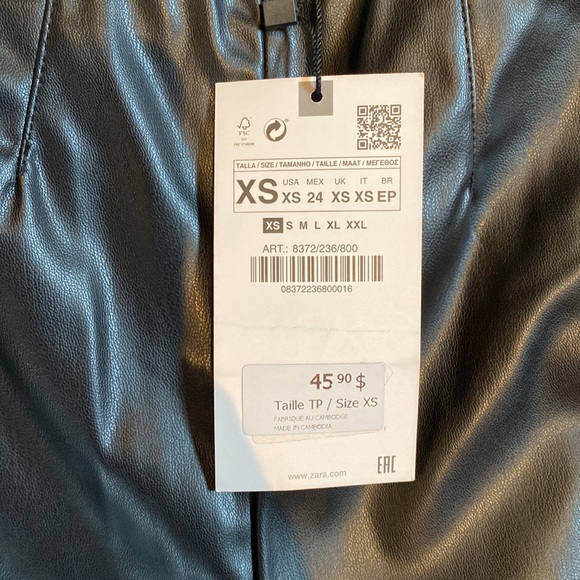 FSC
TALLA / SIZE / TAMANHO / TAILLE / MAAT / ΜΕΓΕΘΟΣ
XS
USA MEX UK IT BR
XS 24 XS XS EP
XS S M L XL XXL
ART.: 8372/236/800
08372236800016
45 90 $
Taille TP / Size XS
FABRIQUÉ AU CAMBODGE
MADE IN CAMBODIA
www.zara.com
EAC